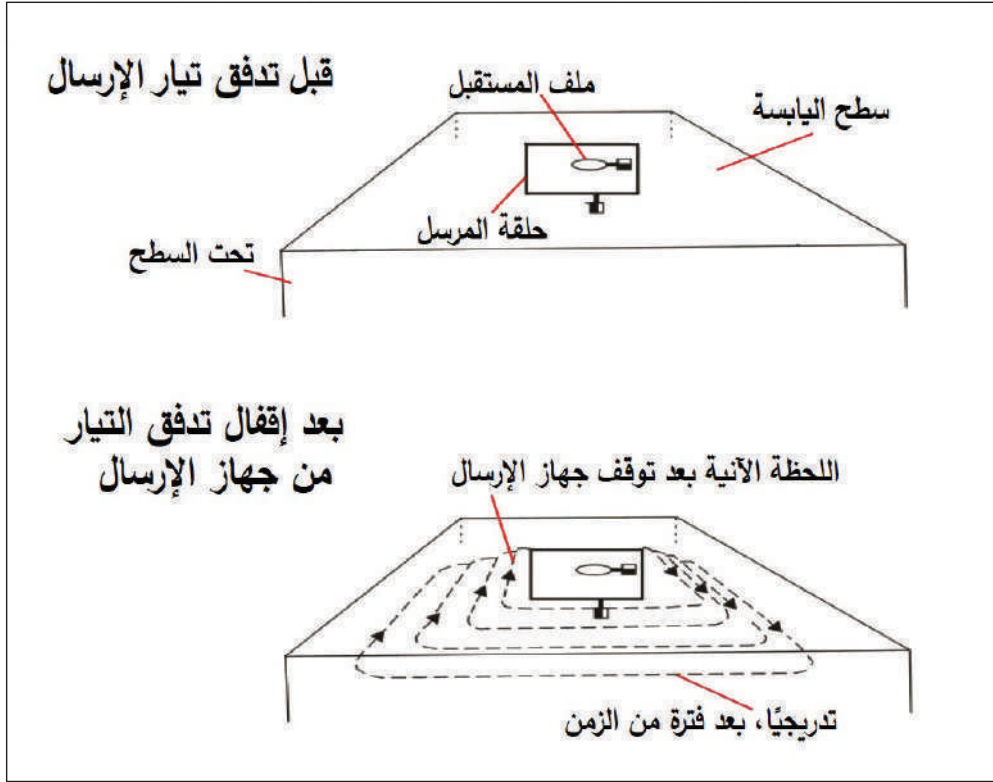 قبل تدفق تيار الإرسال
ملف المستقبل
سطح اليابسة
حلقة المرسل
تحت السطح
بعد إقفال تدفق التيار
من جهاز الإرسال
اللحظة الآنية بعد توقف جهاز الإرسال
تدريجيًا، بعد فترة من الزمن